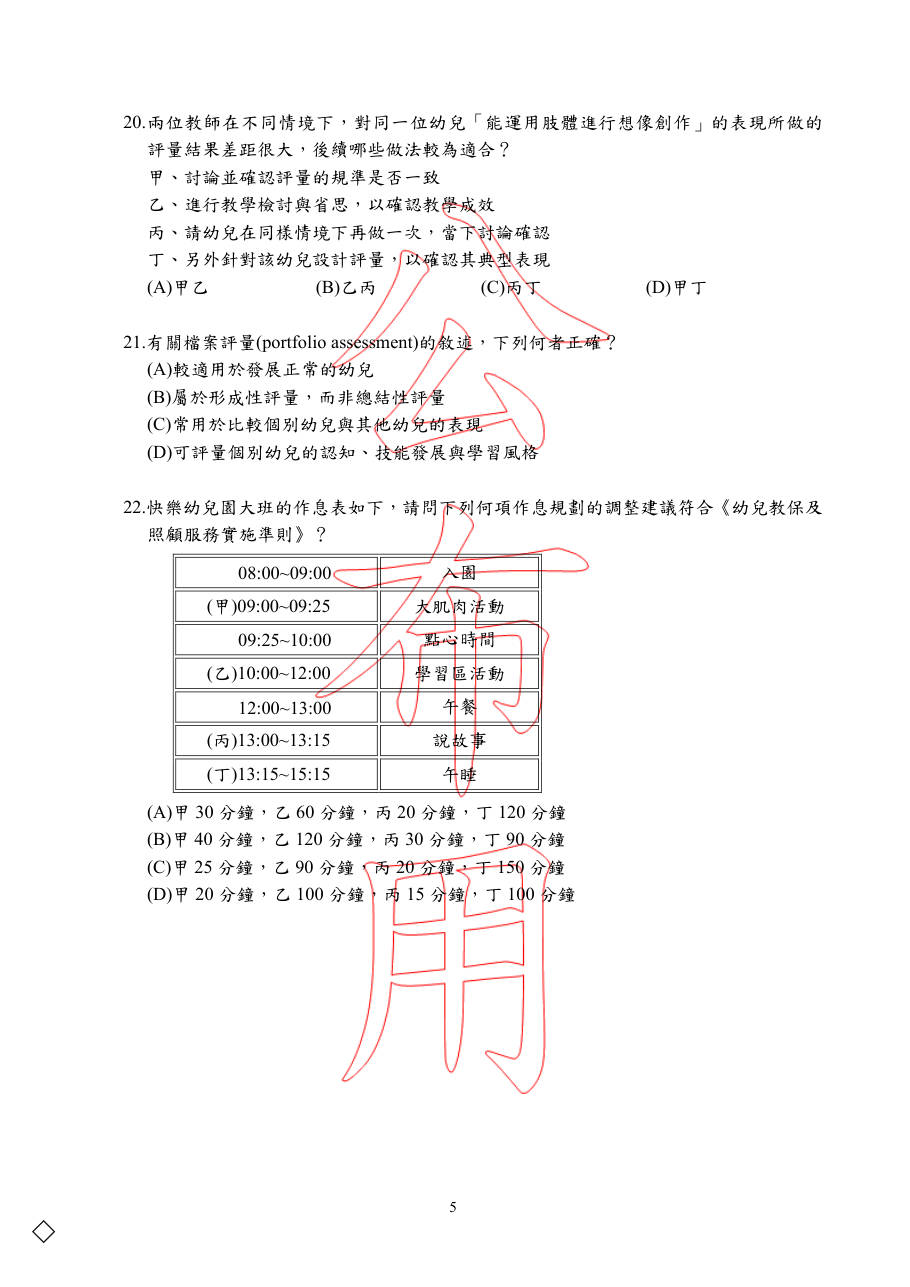 20.兩位教師在不同情境下，對同一位幼兒「能運用肢體進行想像創作」的表現所做的
評量結果差距很大，後續哪些做法較為適合？
甲、討論並確認評量的規準是否一致
乙、進行教學檢討與省思，以確認教學成效
丙、請幼兒在同樣情境下再做一次，當下討論確認
丁、另外針對該幼兒設計評量，以確認其典型表現
(A)甲乙 (B)乙丙 (C)丙丁 (D)甲丁
21.有關檔案評量(portfolio assessment)的敘述，下列何者正確？
(A)較適用於發展正常的幼兒
(B)屬於形成性評量，而非總結性評量
(C)常用於比較個別幼兒與其他幼兒的表現
(D)可評量個別幼兒的認知、技能發展與學習風格
22.快樂幼兒園大班的作息表如下，請問下列何項作息規劃的調整建議符合《幼兒教保及
照顧服務實施準則》？
08:00~09:00 入園
(甲)09:00~09:25 大肌肉活動
09:25~10:00 點心時間
(乙)10:00~12:00 學習區活動
12:00~13:00 午餐
(丙)13:00~13:15 說故事
(丁)13:15~15:15 午睡
(A)甲 30 分鐘，乙 60 分鐘，丙 20 分鐘，丁 120 分鐘
(B)甲 40 分鐘，乙 120 分鐘，丙 30 分鐘，丁 90 分鐘
(C)甲 25 分鐘，乙 90 分鐘，丙 20 分鐘，丁 150 分鐘
(D)甲 20 分鐘，乙 100 分鐘，丙 15 分鐘，丁 100 分鐘
公布用
5